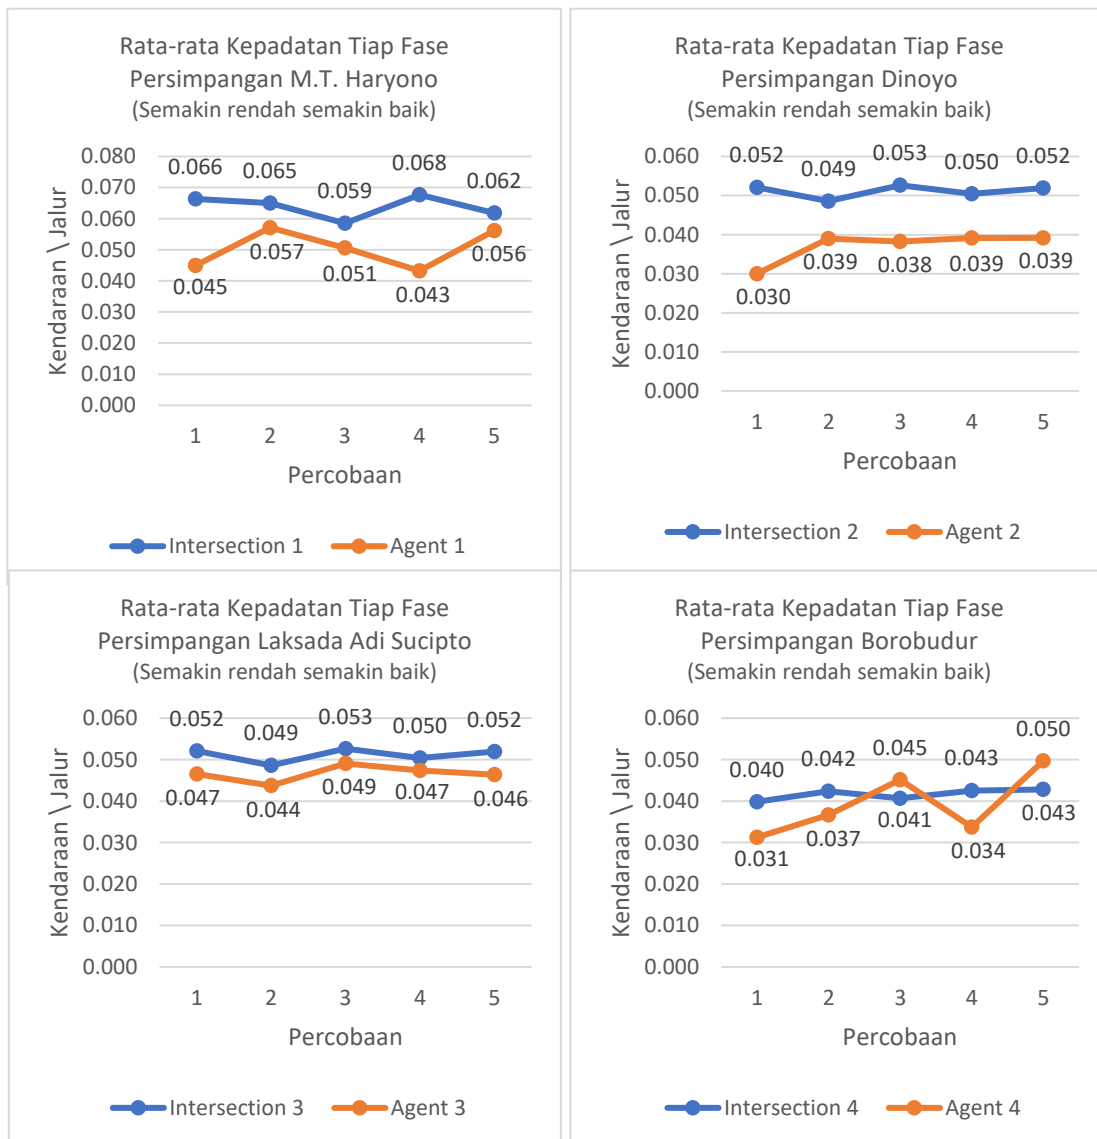 Rata-rata Kepadatan Tiap Fase
Persimpangan M.T. Haryono
(Semakin rendah semakin baik)
0.080
0.070
0.060
0.050
0.040
0.030
0.020
0.010
0.000
Kendaraan \ Jalur
0.066
0.065
0.059
0.068
0.062
0.045
0.057
0.051
0.043
0.056
1 2 3 4 5
Percobaan
Intersection 1 Agent 1
Rata-rata Kepadatan Tiap Fase
Persimpangan Dinoyo
(Semakin rendah semakin baik)
0.060
0.050
0.040
0.030
0.020
0.010
0.000
Kendaraan \ Jalur
0.052
0.049
0.053
0.050
0.052
0.030
0.039
0.038
0.039
0.039
1 2 3 4 5
Percobaan
Intersection 2 Agent 2
Rata-rata Kepadatan Tiap Fase
Persimpangan Laksada Adi Sucipto
(Semakin rendah semakin baik)
0.060
0.050
0.040
0.030
0.020
0.010
0.000
Kendaraan \ Jalur
0.052
0.049
0.053
0.050
0.052
0.047
0.044
0.049
0.047
0.046
1 2 3 4 5
Percobaan
Intersection 3 Agent 3
Rata-rata Kepadatan Tiap Fase
Persimpangan Borobudur
(Semakin rendah semakin baik)
0.060
0.050
0.040
0.030
0.020
0.010
0.000
Kendaraan \ Jalur
0.040
0.042
0.045
0.043
0.050
0.031
0.037
0.041
0.034
0.043
1 2 3 4 5
Percobaan
Intersection 4 Agent 4